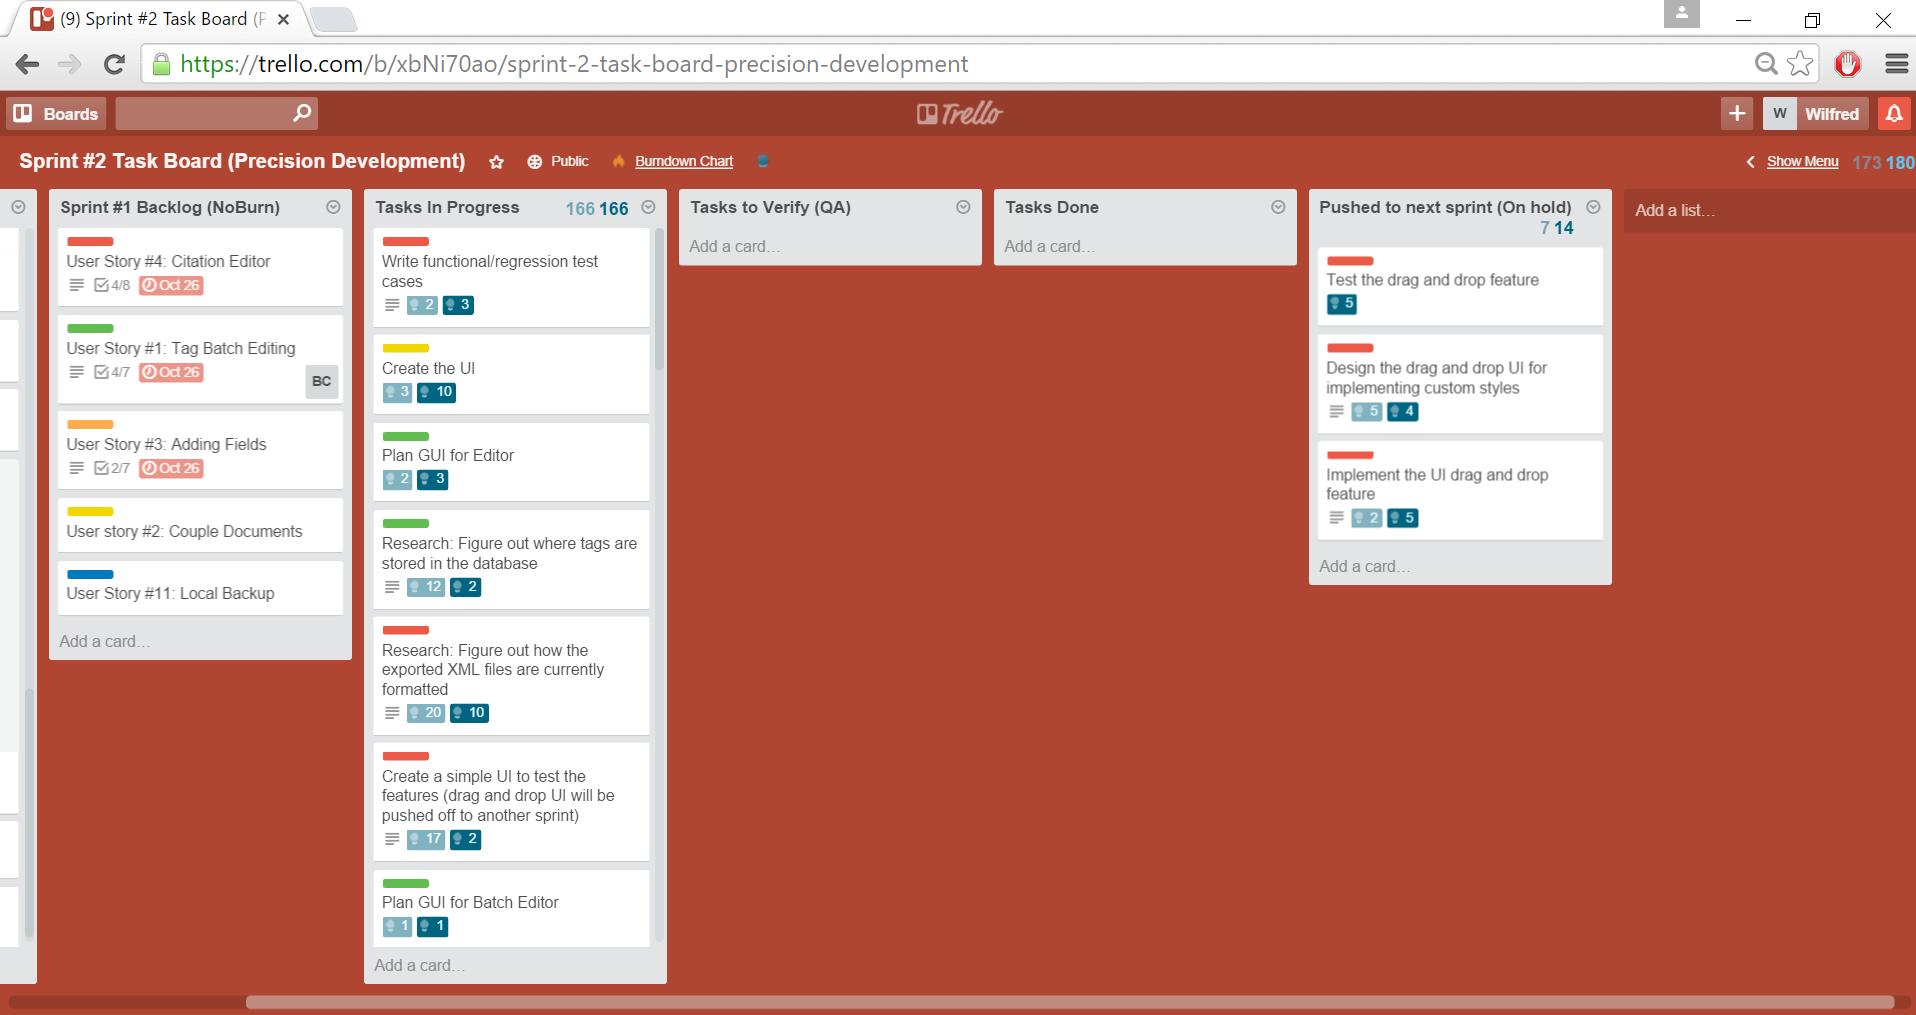 (9) Sprint #2 Task Board (P
https://trello.com/b/xbNi70ao/sprint-2-task-board-precision-development
Boards
Trello
W Wilfred
Sprint #2 Task Board (Precision Development)
Public
Burndown Chart
Show Menu
173 180
Sprint #1 Backlog (NoBurn)
User Story #4: Citation Editor
4/8 Oct 26
User Story #1: Tag Batch Editing
4/7 Oct 26
BC
User Story #3: Adding Fields
2/7 Oct 26
User story #2: Couple Documents
User Story #11: Local Backup
Add a card...
Tasks In Progress 166 166
Write functional/regression test
cases
2 3
Create the UI
3 10
Plan GUI for Editor
2 3
Research: Figure out where tags are
stored in the database
12 2
Research: Figure out how the
exported XML files are currently
formatted
20 10
Create a simple UI to test the
features (drag and drop UI will be
pushed off to another sprint)
17 2
Plan GUI for Batch Editor
1 1
Add a card...
Tasks to Verify (QA)
Add a card...
Tasks Done
Add a card...
Pushed to next sprint (On hold)
7 14
Test the drag and drop feature
5
Design the drag and drop UI for
implementing custom styles
5 4
Implement the UI drag and drop
feature
2 5
Add a card...
Add a list...